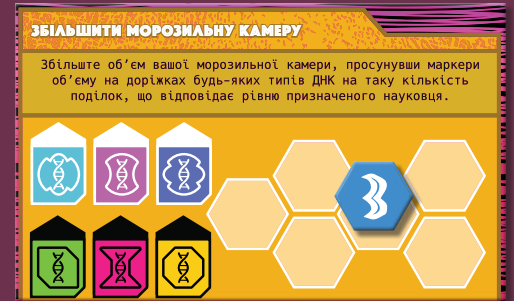 ЗБІЛЬШИТИ МОРОЗИЛЬНУ КАМЕРУ
Збільште об’єм вашої морозильної камери, просунувши маркери
об’єму на доріжках будь-яких типів ДНК на таку кількість
поділок, що відповідає рівню призначеного науковця.